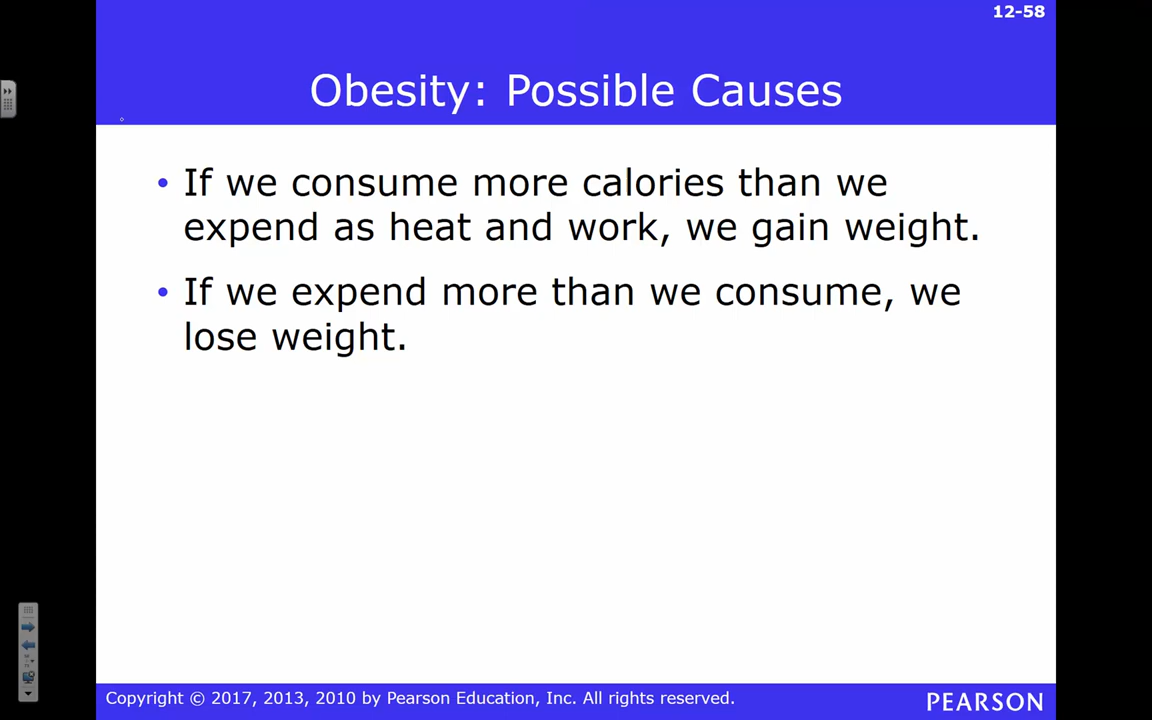 12-58
Obesity: Possible Causes
• If we consume more calories than we
expend as heat and work, we gain weight.
• If we expend more than we consume, we
lose weight.
Copyright © 2017, 2013, 2010 by Pearson Education, Inc. All rights reserved.
PEARSON